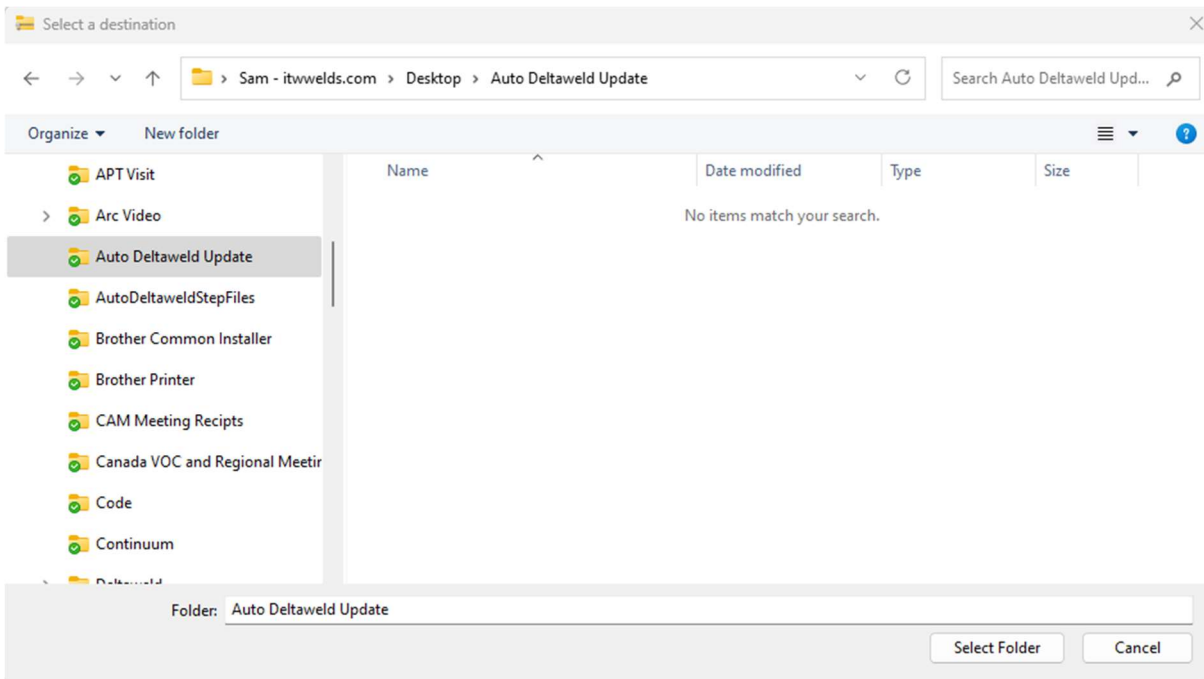 Select a destination
Sam - itwwelds.com > Desktop > Auto Deltaweld Update
Search Auto Deltaweld Upd...
Organize
New folder
?
Name
Date modified
Type
Size
No items match your search.
APT Visit
Arc Video
Auto Deltaweld Update
AutoDeltaweldStepFiles
Brother Common Installer
Brother Printer
CAM Meeting Recipts
Canada VOC and Regional Meetin
Code
Continuum
Deltaweld
Folder: Auto Deltaweld Update
Select Folder
Cancel